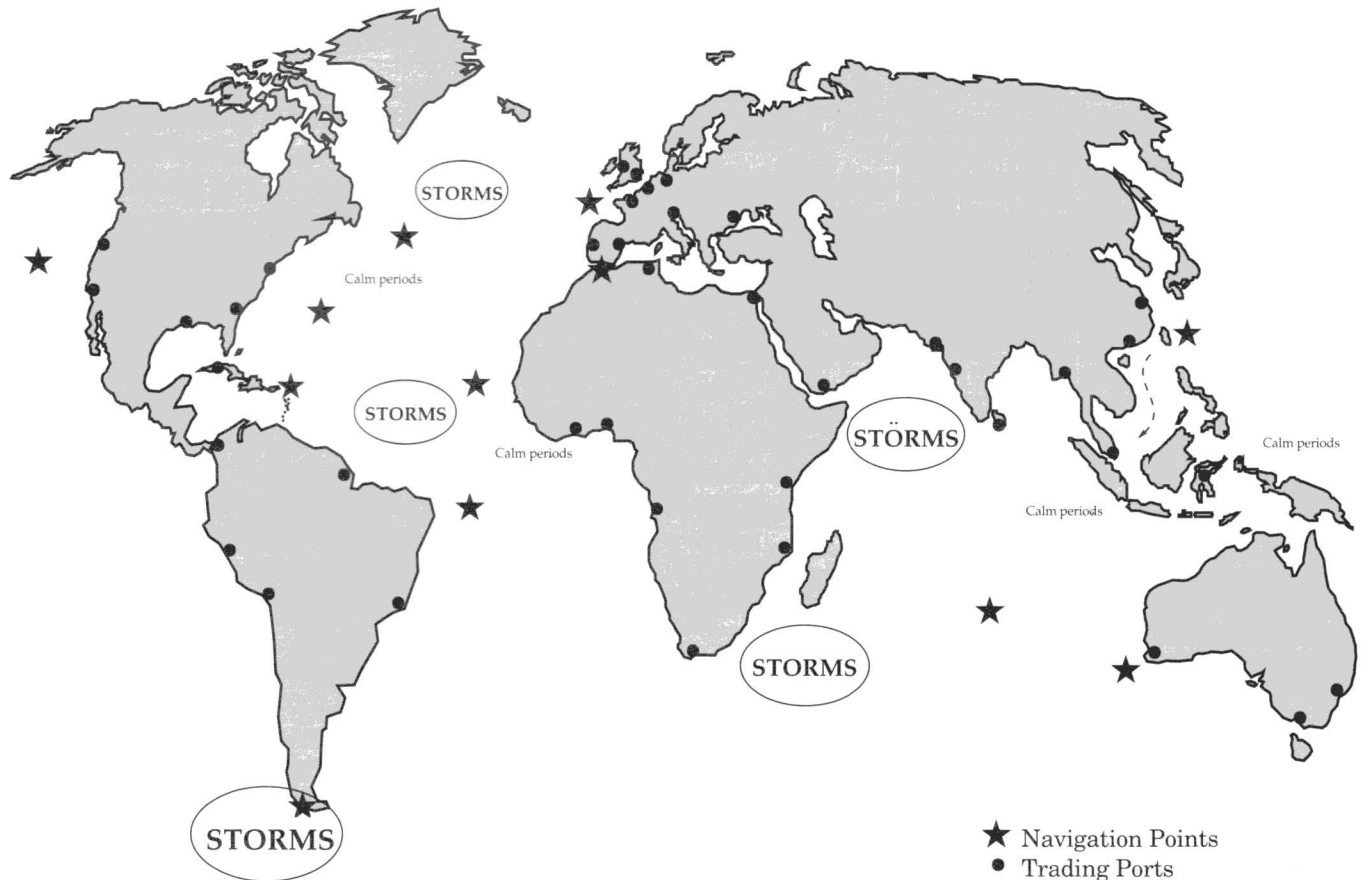 STORMS
Calm periods
STORMS
Calm periods
STÖRMS
Calm periods
Calm periods
STORMS
STORMS
Navigation Points
Trading Ports